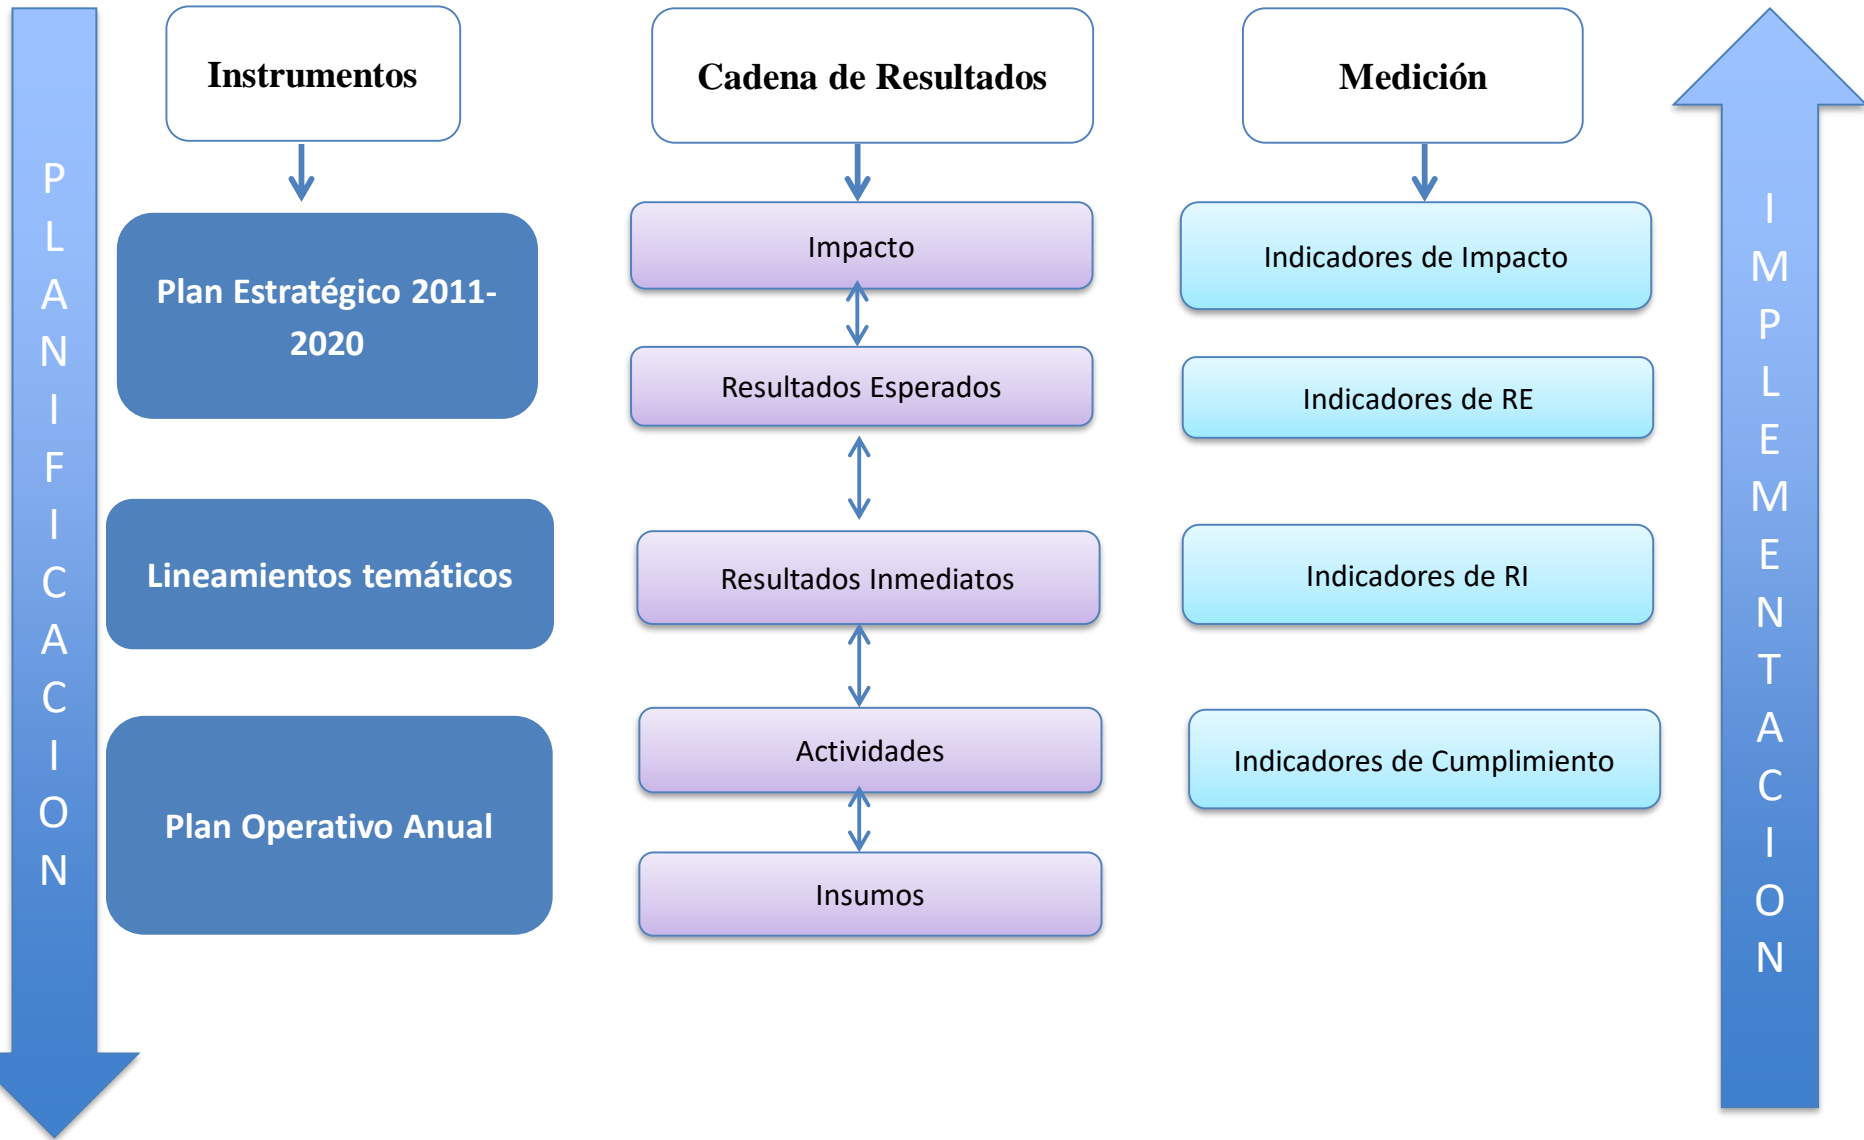 PLANIFICACION
Instrumentos
Plan Estratégico 2011-
2020
Lineamientos temáticos
Plan Operativo Anual
Cadena de Resultados
Impacto
Resultados Esperados
Resultados Inmediatos
Actividades
Insumos
Medición
Indicadores de Impacto
Indicadores de RE
Indicadores de RI
Indicadores de Cumplimiento
IMPLEMENTACION